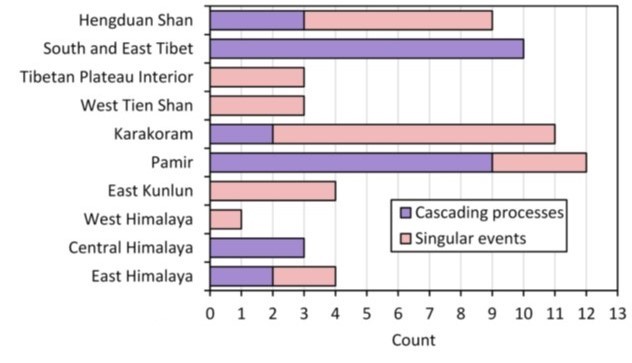 Hengduan Shan
South and East Tibet
Tibetan Plateau Interior
West Tien Shan
Karakoram
Pamir
East Kunlun
West Himalaya
Central Himalaya
East Himalaya
Cascading processes
Singular events
0 1 2 3 4 5 6 7 8 9 10 11 12 13
Count